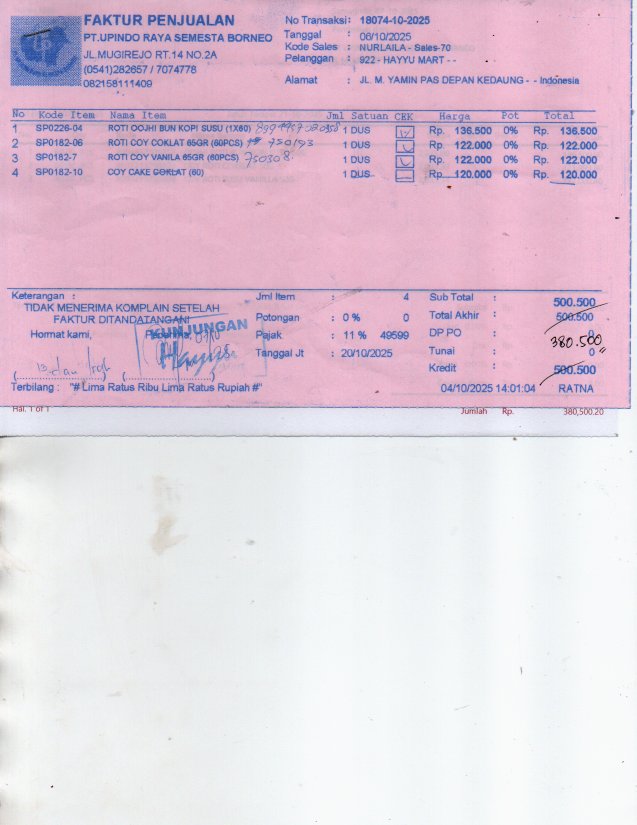 FAKTUR PENJUALAN
PT.UPINDO RAYA SEMESTA BORNEO
JL.MUGIREJO RT.14 NO.2A
(0541)282657 / 7074778
082158111409
No Transaksi : 18074-10-2025
Tanggal : 06/10/2025
Kode Sales : NURLAILA - Sales-70
Pelanggan : 922 - HAYYU MART - -
Alamat : JL. M. YAMIN PAS DEPAN KEDAUNG - - Indonesia
No Kode Item Nama Item Jml Satuan CEK Harga Pot Total
1 SP0226-04 ROTI OOJHI BUN KOPI SUSU (1X60) 1 DUS Rp. 136.500 0% Rp. 136.500
2 SP0182-06 ROTI COY COKLAT 65GR (60PCS) 750193 1 DUS Rp. 122.000 0% Rp. 122.000
3 SP0182-7 ROTI COY VANILA 65GR (60PCS) 750308 1 DUS Rp. 122.000 0% Rp. 122.000
4 SP0182-10 COY CAKE COKLAT (60) 1 DUS Rp. 120.000 0% Rp. 120.000
Keterangan :
TIDAK MENERIMA KOMPLAIN SETELAH
FAKTUR DITANDATANGANI
Hormat kami, Penerima,
KUNJUNGAN
Jml Item : 4
Potongan : 0 % 0
Pajak : 11 % 49599
Tanggal Jt : 20/10/2025
Sub Total : 500.500
Total Akhir : 500.500
DP PO : 0
380.500
Tunai : 0
Kredit : 500.500
Terbilang : "# Lima Ratus Ribu Lima Ratus Rupiah #"
04/10/2025 14:01:04 RATNA
Hal. 1 of 1
Jumlah Rp. 380,500.20